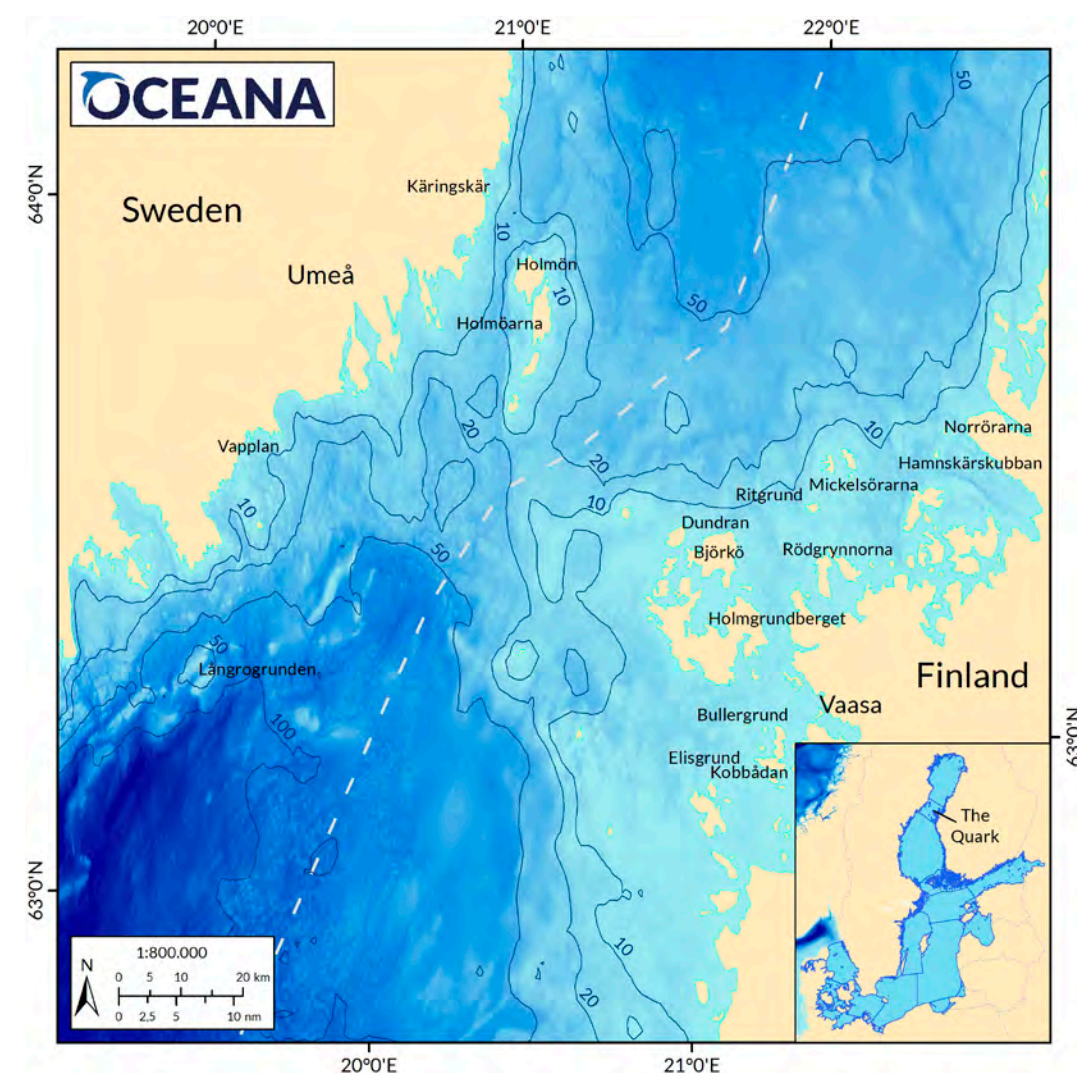 20°0'E
21°0'E
22°0'E
OCEANA
50
64°0'N
Käringskär
Sweden
10
Umeå
Holmön
10
50
Holmöarna
20
10
Norrörarna
Vapplan
20
Hamnskärskubban
Mickelsörarna
Ritgrund
10
10
Dundran
50
Björkö
Rödgrynnorna
Holmgrundberget
50
Långrogrunden
Finland
Vaasa
Bullergrund
100
63°0'N
Elisgrund
Kobbådan
The
Quark
63°0'N
10
1:800.000
N
0 5 10 20 km
0 2,5 5 10 nm
20
20°0'E
21°0'E